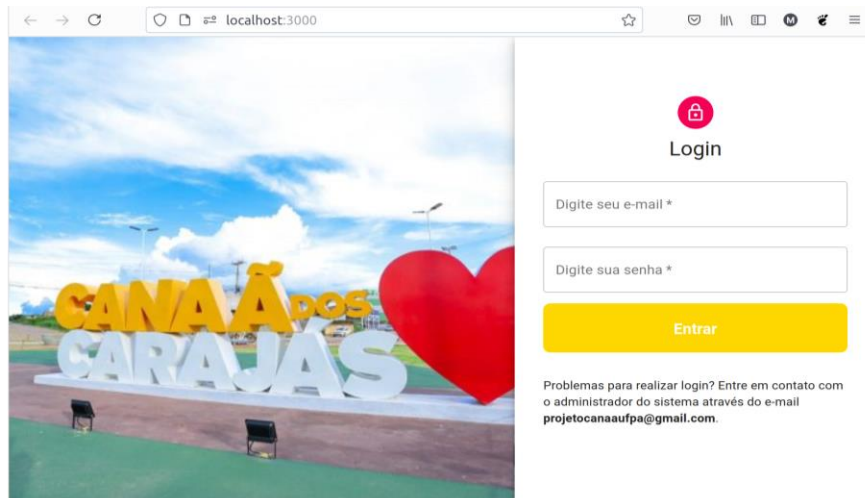 localhost:3000
M
CANAÃ DOS
CARAJÁS
Login
Digite seu e-mail *
Digite sua senha *
Entrar
Problemas para realizar login? Entre em contato com
o administrador do sistema através do e-mail
projetocanaaufpa@gmail.com.